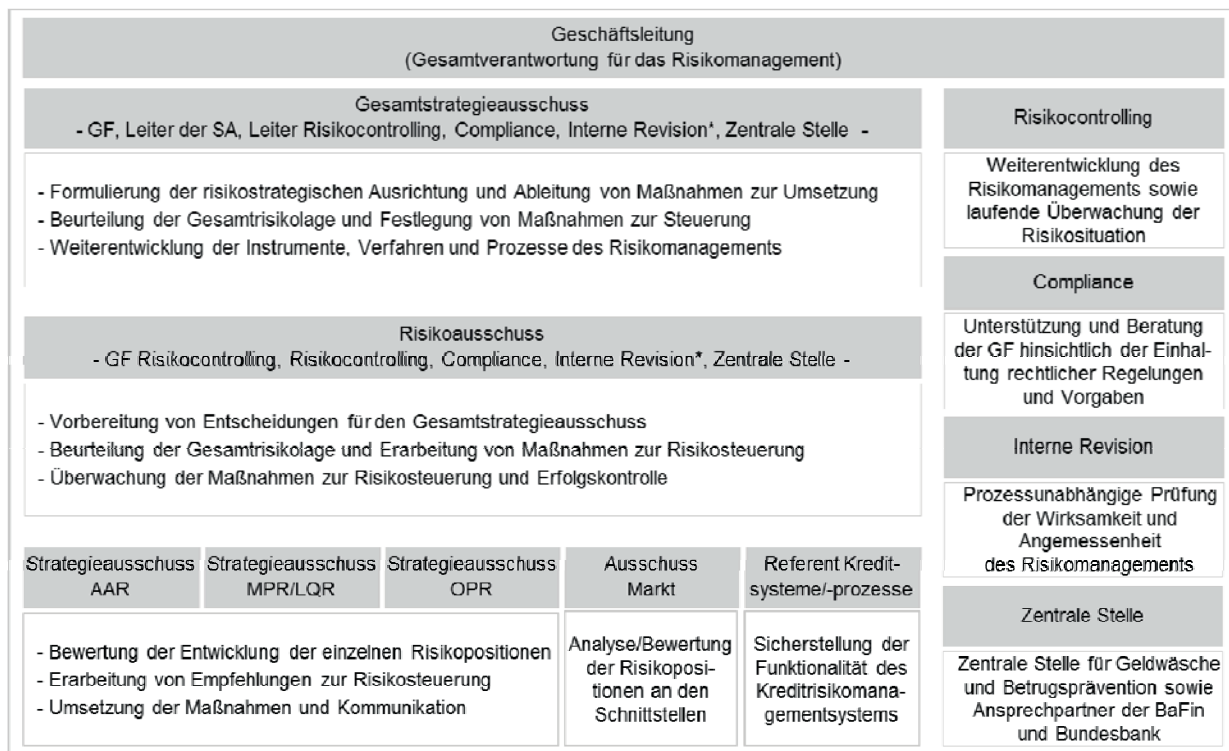 Geschäftsleitung
(Gesamtverantwortung für das Risikomanagement)
Gesamtstrategieausschuss
- GF, Leiter der SA, Leiter Risikocontrolling, Compliance, Interne Revision*, Zentrale Stelle -
- Formulierung der risikostrategischen Ausrichtung und Ableitung von Maßnahmen zur Umsetzung
- Beurteilung der Gesamtrisikolage und Festlegung von Maßnahmen zur Steuerung
- Weiterentwicklung der Instrumente, Verfahren und Prozesse des Risikomanagements
Risikoausschuss
- GF Risikocontrolling, Risikocontrolling, Compliance, Interne Revision*, Zentrale Stelle -
- Vorbereitung von Entscheidungen für den Gesamtstrategieausschuss
- Beurteilung der Gesamtrisikolage und Erarbeitung von Maßnahmen zur Risikosteuerung
- Überwachung der Maßnahmen zur Risikosteuerung und Erfolgskontrolle
Strategieausschuss
AAR
Strategieausschuss
MPR/LQR
Strategieausschuss
OPR
- Bewertung der Entwicklung der einzelnen Risikopositionen
- Erarbeitung von Empfehlungen zur Risikosteuerung
- Umsetzung der Maßnahmen und Kommunikation
Ausschuss
Markt
Analyse/Bewertung
der Risikoposi-
tionen an den
Schnittstellen
Referent Kredit-
systeme/-prozesse
Sicherstellung der
Funktionalität des
Kreditrisikomana-
gementsystems
Risikocontrolling
Weiterentwicklung des
Risikomanagements sowie
laufende Überwachung der
Risikosituation
Compliance
Unterstützung und Beratung
der GF hinsichtlich der Einhal-
tung rechtlicher Regelungen
und Vorgaben
Interne Revision
Prozessunabhängige Prüfung
der Wirksamkeit und
Angemessenheit
des Risikomanagements
Zentrale Stelle
Zentrale Stelle für Geldwäsche
und Betrugsprävention sowie
Ansprechpartner der BaFin
und Bundesbank